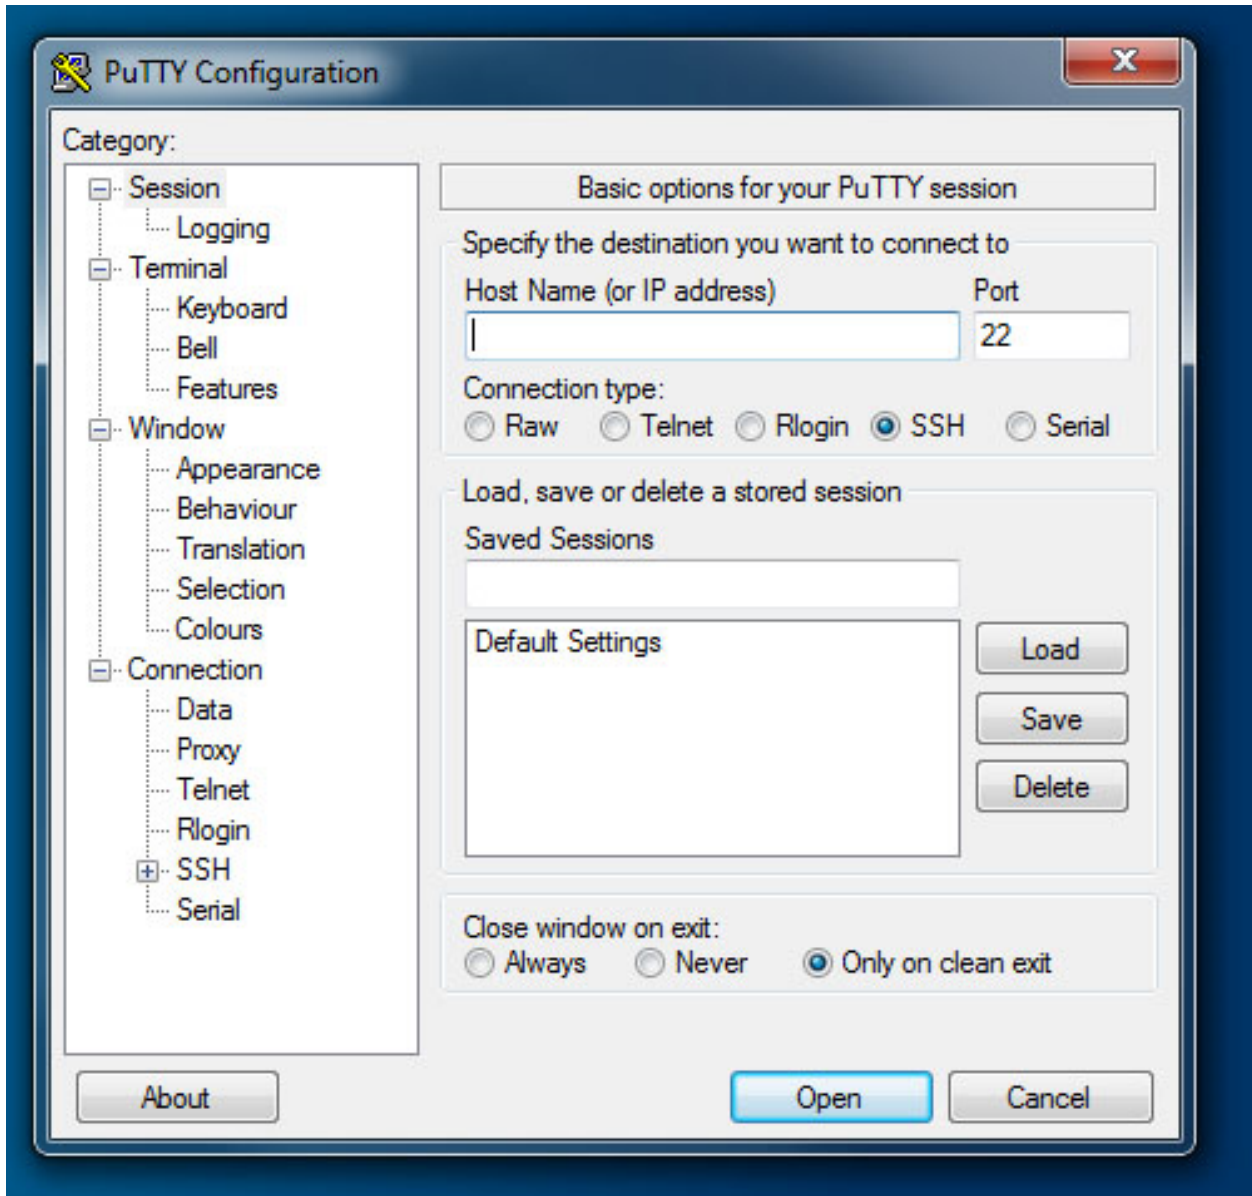 PuTTY Configuration
Category:
Session
Logging
Terminal
Keyboard
Bell
Features
Window
Appearance
Behaviour
Translation
Selection
Colours
Connection
Data
Proxy
Telnet
Rlogin
SSH
Serial
Basic options for your PuTTY session
Specify the destination you want to connect to
Host Name (or IP address) Port
22
Connection type:
Raw Telnet Rlogin SSH Serial
Load, save or delete a stored session
Saved Sessions
Default Settings
Load
Save
Delete
Close window on exit:
Always Never Only on clean exit
About Open Cancel